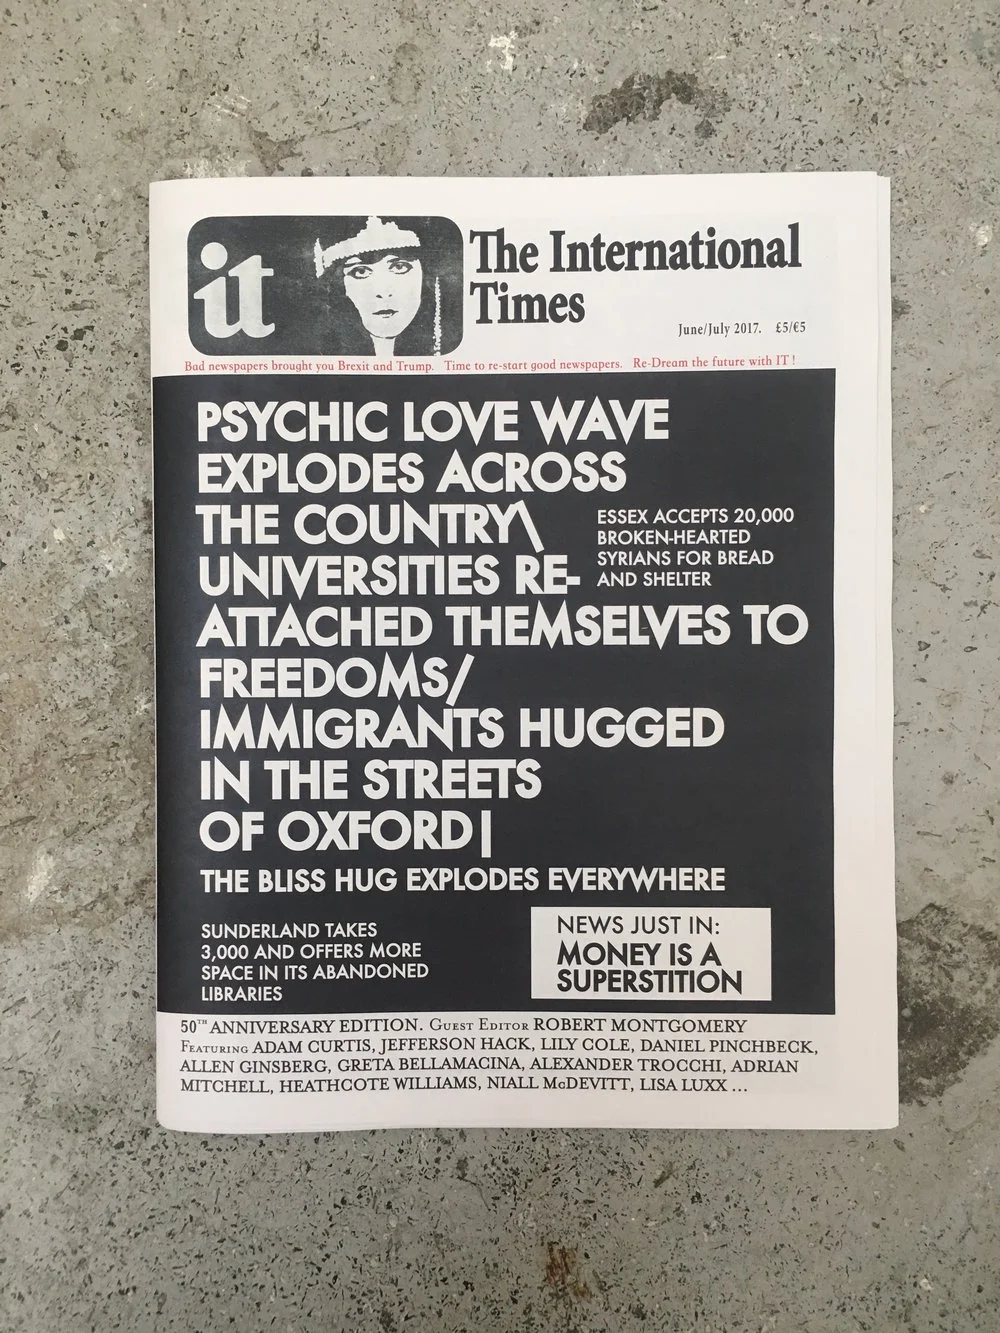 it
The International
Times
June/July 2017. £5/€5
Bad newspapers brought you Brexit and Trump. Time to re-start good newspapers. Re-Dream the future with IT !
PSYCHIC LOVE WAVE
EXPLODES ACROSS
THE COUNTRY\
UNIVERSITIES RE-
ATTACHED THEMSELVES TO
FREEDOMS/
IMMIGRANTS HUGGED
IN THE STREETS
OF OXFORD|
ESSEX ACCEPTS 20,000
BROKEN-HEARTED
SYRIANS FOR BREAD
AND SHELTER
THE BLISS HUG EXPLODES EVERYWHERE
SUNDERLAND TAKES
3,000 AND OFFERS MORE
SPACE IN ITS ABANDONED
LIBRARIES
NEWS JUST IN:
MONEY IS A
SUPERSTITION
50TH ANNIVERSARY EDITION. Guest Editor ROBERT MONTGOMERY
Featuring ADAM CURTIS, JEFFERSON HACK, LILY COLE, DANIEL PINCHBECK,
ALLEN GINSBERG, GRETA BELLAMACINA, ALEXANDER TROCCHI, ADRIAN
MITCHELL, HEATHCOTE WILLIAMS, NIALL McDEVITT, LISA LUXX ...